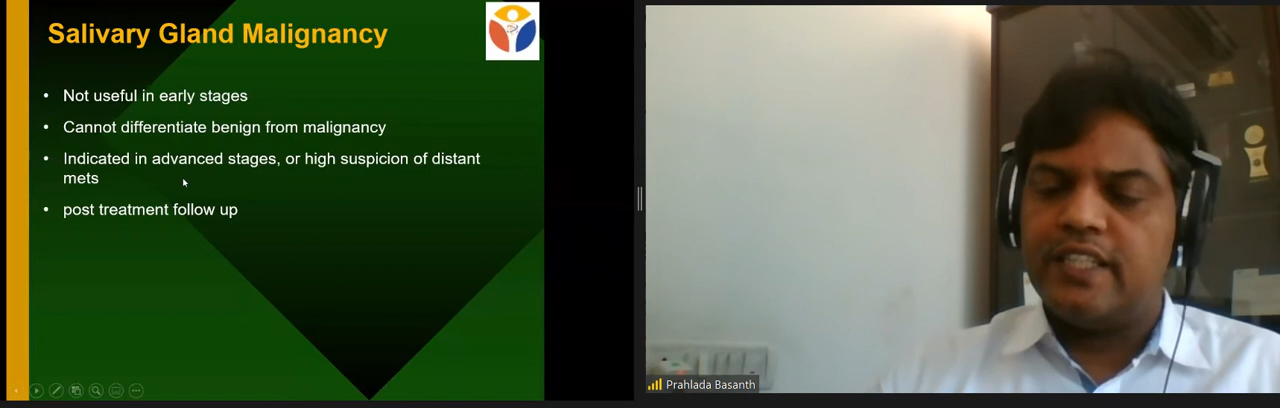 Salivary Gland Malignancy
• Not useful in early stages
• Cannot differentiate benign from malignancy
• Indicated in advanced stages, or high suspicion of distant
mets
• post treatment follow up
Prahlada Basanth